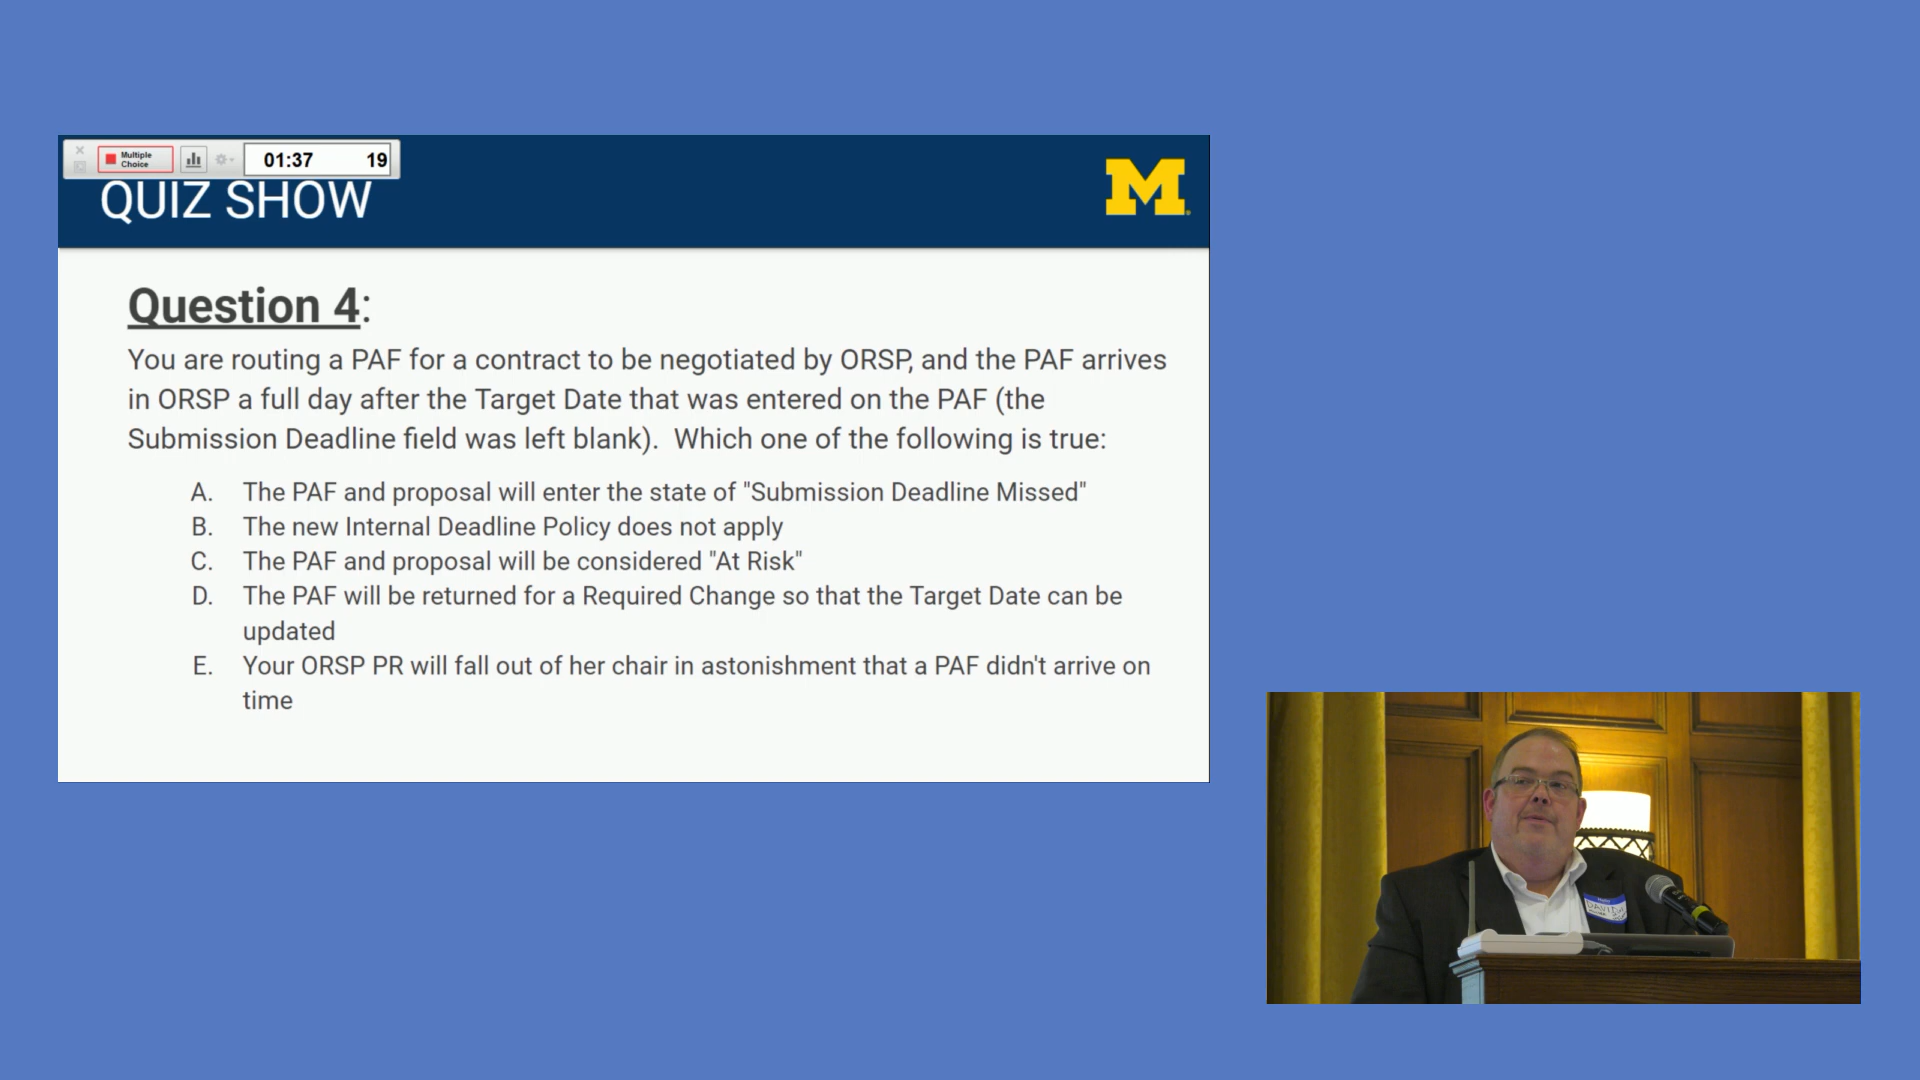 Multiple
Choice
01:37 19
QUIZ SHOW
M
Question 4:
You are routing a PAF for a contract to be negotiated by ORSP, and the PAF arrives
in ORSP a full day after the Target Date that was entered on the PAF (the
Submission Deadline field was left blank). Which one of the following is true:
A. The PAF and proposal will enter the state of "Submission Deadline Missed"
B. The new Internal Deadline Policy does not apply
C. The PAF and proposal will be considered "At Risk"
D. The PAF will be returned for a Required Change so that the Target Date can be
updated
E. Your ORSP PR will fall out of her chair in astonishment that a PAF didn't arrive on
time
DAVID